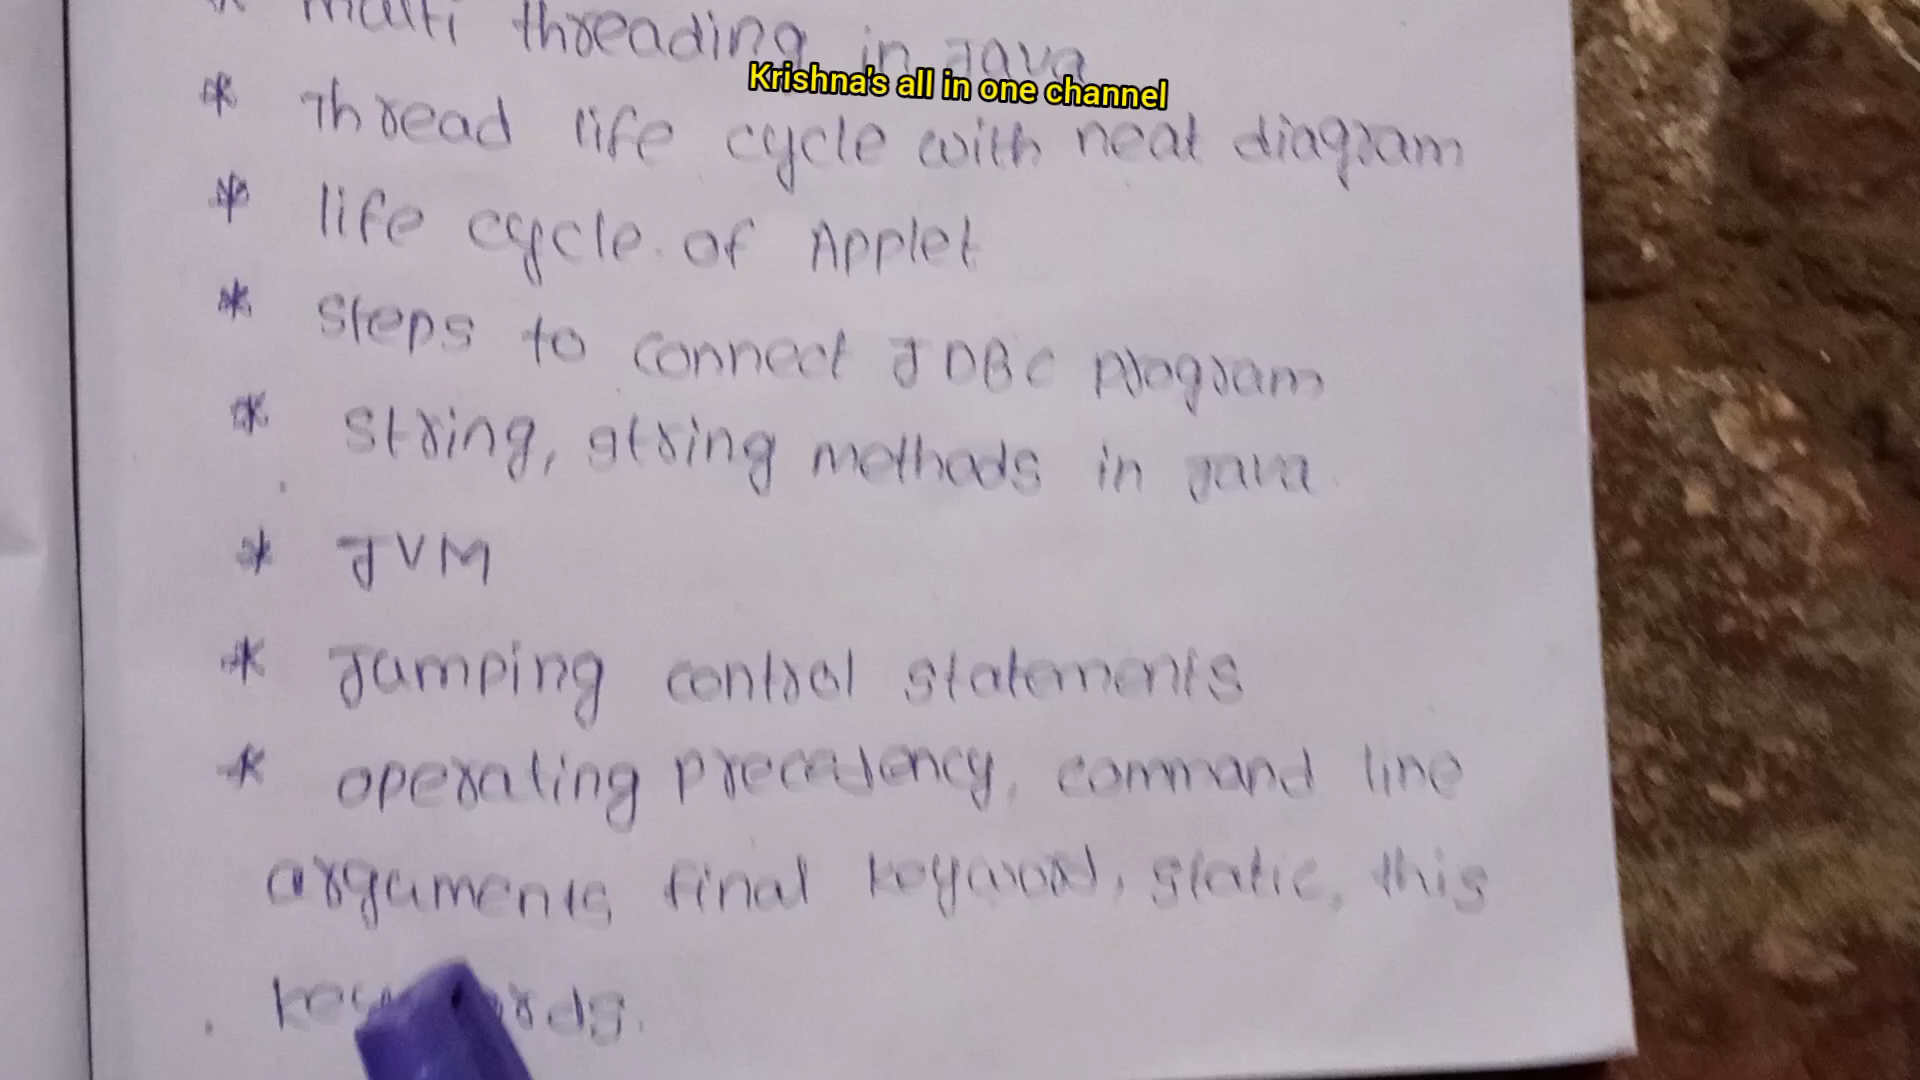 * multi threading in Java
Krishna's all in one channel
* Thread life cycle with neat diagram
* life cycle of Applet
* steps to connect JDBC program
* string, string methods in java
* JVM
* Jumping control statements
* operating precedency, command line
arguments final keyword, static, this
keywords.